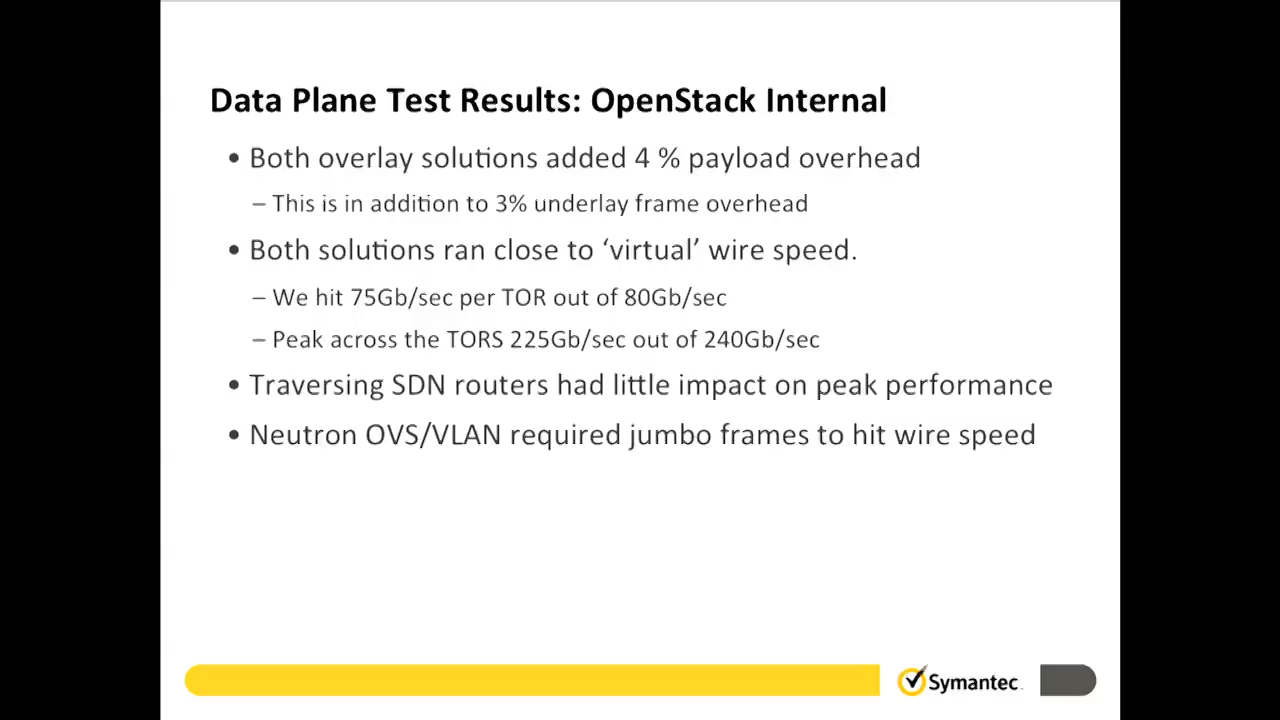 Data Plane Test Results: OpenStack Internal
• Both overlay solutions added 4 % payload overhead
– This is in addition to 3% underlay frame overhead
• Both solutions ran close to ‘virtual’ wire speed.
– We hit 75Gb/sec per TOR out of 80Gb/sec
– Peak across the TORS 225Gb/sec out of 240Gb/sec
• Traversing SDN routers had little impact on peak performance
• Neutron OVS/VLAN required jumbo frames to hit wire speed
Symantec.